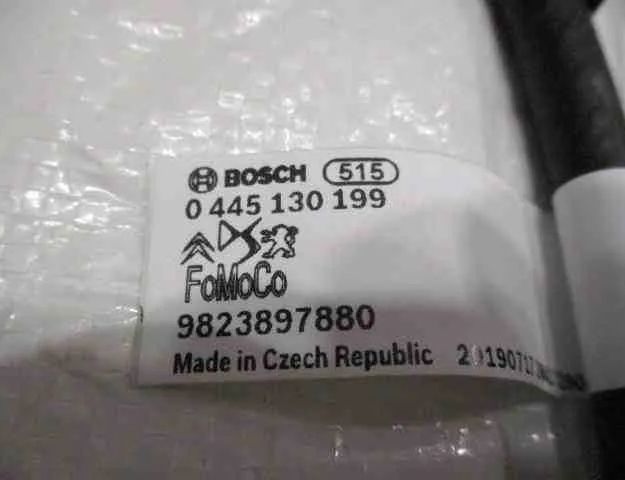 BOSCH 515
0 445 130 199
FoMoCo
9823897880
Made in Czech Republic